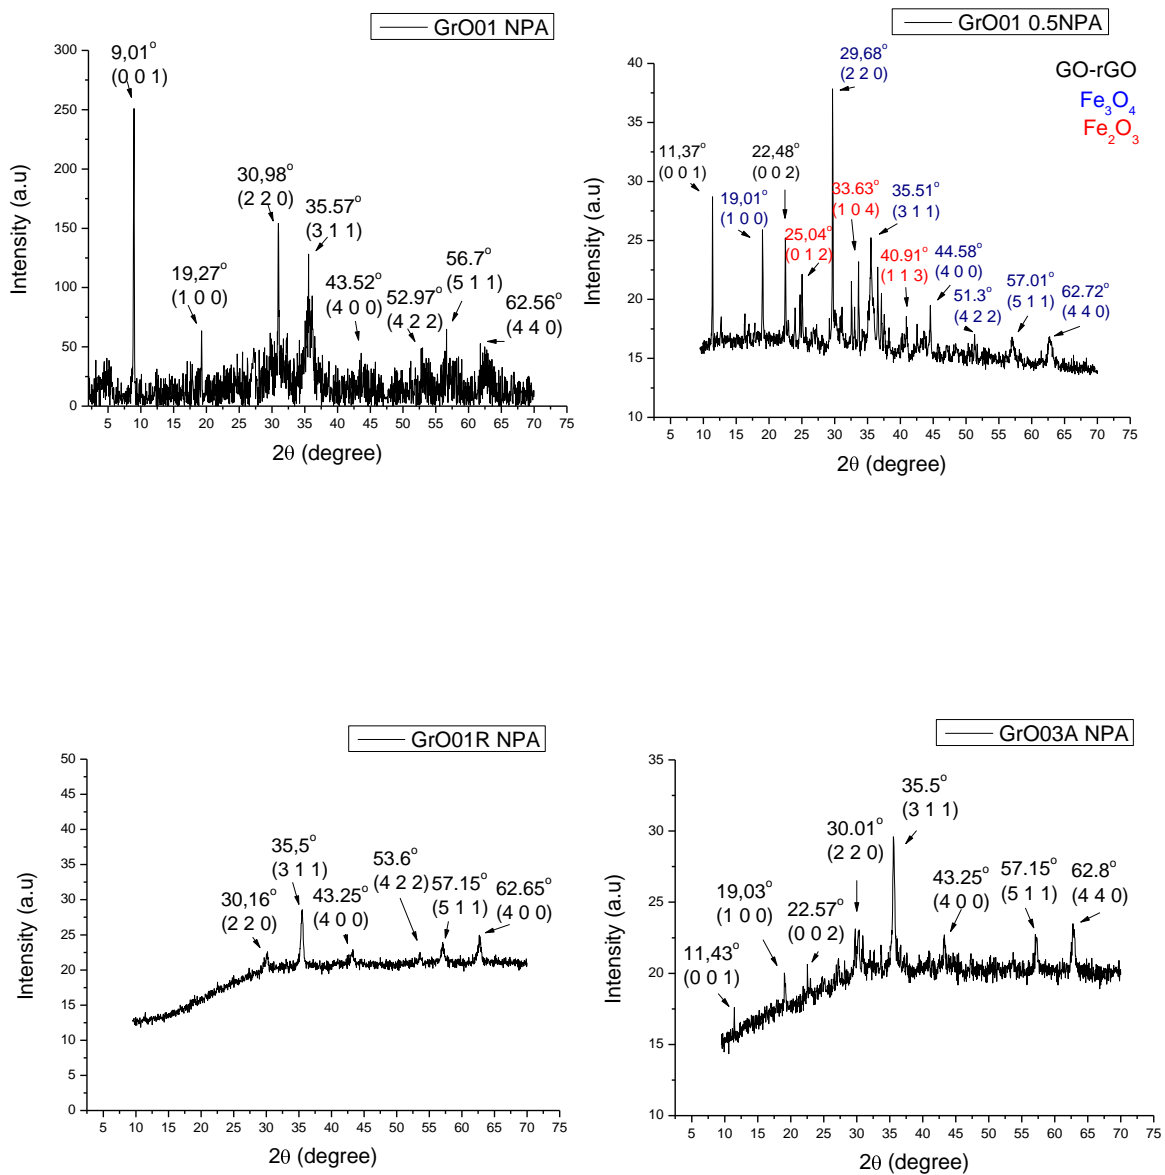 GrO01 NPA
300
250
200
150
100
50
0
5 10 15 20 25 30 35 40 45 50 55 60 65 70 75
Intensity (a.u)
2θ (degree)
9,01°
(0 0 1)
19,27°
(1 0 0)
30,98°
(2 2 0)
35.57°
(3 1 1)
43.52°
(4 0 0)
52.97°
(4 2 2)
56.7°
(5 1 1)
62.56°
(4 4 0)
GrO01 0.5NPA
GO-rGO
Fe₃O₄
Fe₂O₃
40
35
30
25
20
15
10
5 10 15 20 25 30 35 40 45 50 55 60 65 70 75
Intensity (a.u)
2θ (degree)
11,37°
(0 0 1)
19,01°
(1 0 0)
22,48°
(0 0 2)
25,04°
(0 1 2)
29,68°
(2 2 0)
33.63°
(1 0 4)
35.51°
(3 1 1)
40.91°
(1 1 3)
44.58°
(4 0 0)
51.3°
(4 2 2)
57.01°
(5 1 1)
62.72°
(4 4 0)
GrO01R NPA
50
45
40
35
30
25
20
15
10
5
0
5 10 15 20 25 30 35 40 45 50 55 60 65 70 75
Intensity (a.u)
2θ (degree)
30,16°
(2 2 0)
35,5°
(3 1 1)
43.25°
(4 0 0)
53.6°
(4 2 2)
57.15°
(5 1 1)
62.65°
(4 0 0)
GrO03A NPA
35
30
25
20
15
10
5 10 15 20 25 30 35 40 45 50 55 60 65 70 75
Intensity (a.u)
2θ (degree)
11,43°
(0 0 1)
19,03°
(1 0 0)
22.57°
(0 0 2)
30.01°
(2 2 0)
35.5°
(3 1 1)
43.25°
(4 0 0)
57.15°
(5 1 1)
62.8°
(4 4 0)